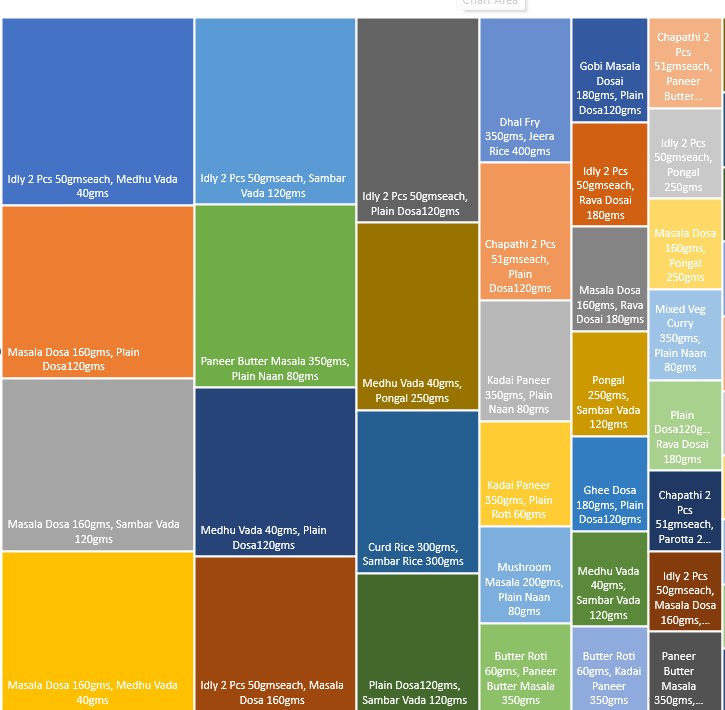 Chart Area
Idly 2 Pcs 50gmseach, Medhu Vada
40gms
Masala Dosa 160gms, Plain
Dosa120gms
Masala Dosa 160gms, Sambar Vada
120gms
Masala Dosa 160gms, Medhu Vada
40gms
Idly 2 Pcs 50gmseach, Sambar
Vada 120gms
Paneer Butter Masala 350gms,
Plain Naan 80gms
Medhu Vada 40gms, Plain
Dosa120gms
Idly 2 Pcs 50gmseach, Masala
Dosa 160gms
Idly 2 Pcs 50gmseach,
Plain Dosa120gms
Medhu Vada 40gms,
Pongal 250gms
Curd Rice 300gms,
Sambar Rice 300gms
Plain Dosa120gms,
Sambar Vada 120gms
Dhal Fry
350gms, Jeera
Rice 400gms
Chapathi 2 Pcs
51gmseach,
Plain
Dosa120gms
Kadai Paneer
350gms, Plain
Naan 80gms
Kadai Paneer
350gms, Plain
Roti 60gms
Mushroom
Masala 200gms,
Plain Naan
80gms
Butter Roti
60gms, Paneer
Butter Masala
350gms
Gobi Masala
Dosai
180gms, Plain
Dosa120gms
Idly 2 Pcs
50gmseach,
Rava Dosai
180gms
Masala Dosa
160gms, Rava
Dosai 180gms
Pongal
250gms,
Sambar Vada
120gms
Ghee Dosa
180gms, Plain
Dosa120gms
Medhu Vada
40gms,
Sambar Vada
120gms
Butter Roti
60gms, Kadai
Paneer
350gms
Chapathi 2
Pcs
51gmseach,
Paneer
Butter...
Idly 2 Pcs
50gmseach,
Pongal
250gms
Masala Dosa
160gms,
Pongal
250gms
Mixed Veg
Curry
350gms,
Plain Naan
80gms
Plain
Dosa120g...
Rava Dosai
180gms
Chapathi 2
Pcs
51gmseach,
Parotta 2...
Idly 2 Pcs
50gmseach,
Masala Dosa
160gms,...
Paneer
Butter
Masala
350gms,...